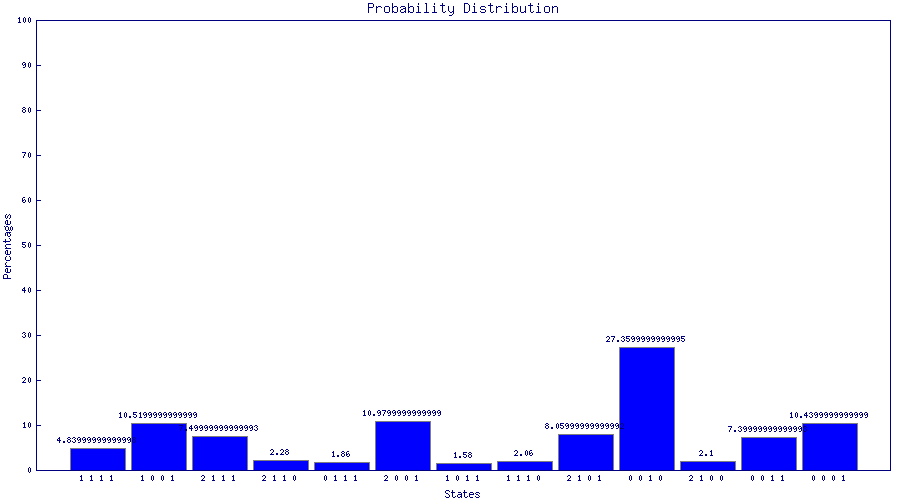 Probability Distribution
100
90
80
70
60
50
40
30
20
10
0
Percentages
4.8399999999999
10.5199999999999
2.28
1.86
10.9799999999999
1.58
2.06
8.0599999999999
27.3599999999995
2.1
7.3999999999999
10.4399999999999
1 1 1 1
1 0 0 1
2 1 1 1
2 1 1 0
0 1 1 1
2 0 0 1
1 0 1 1
1 1 1 0
2 1 0 1
0 0 1 0
2 1 0 0
0 0 1 1
0 0 0 1
States